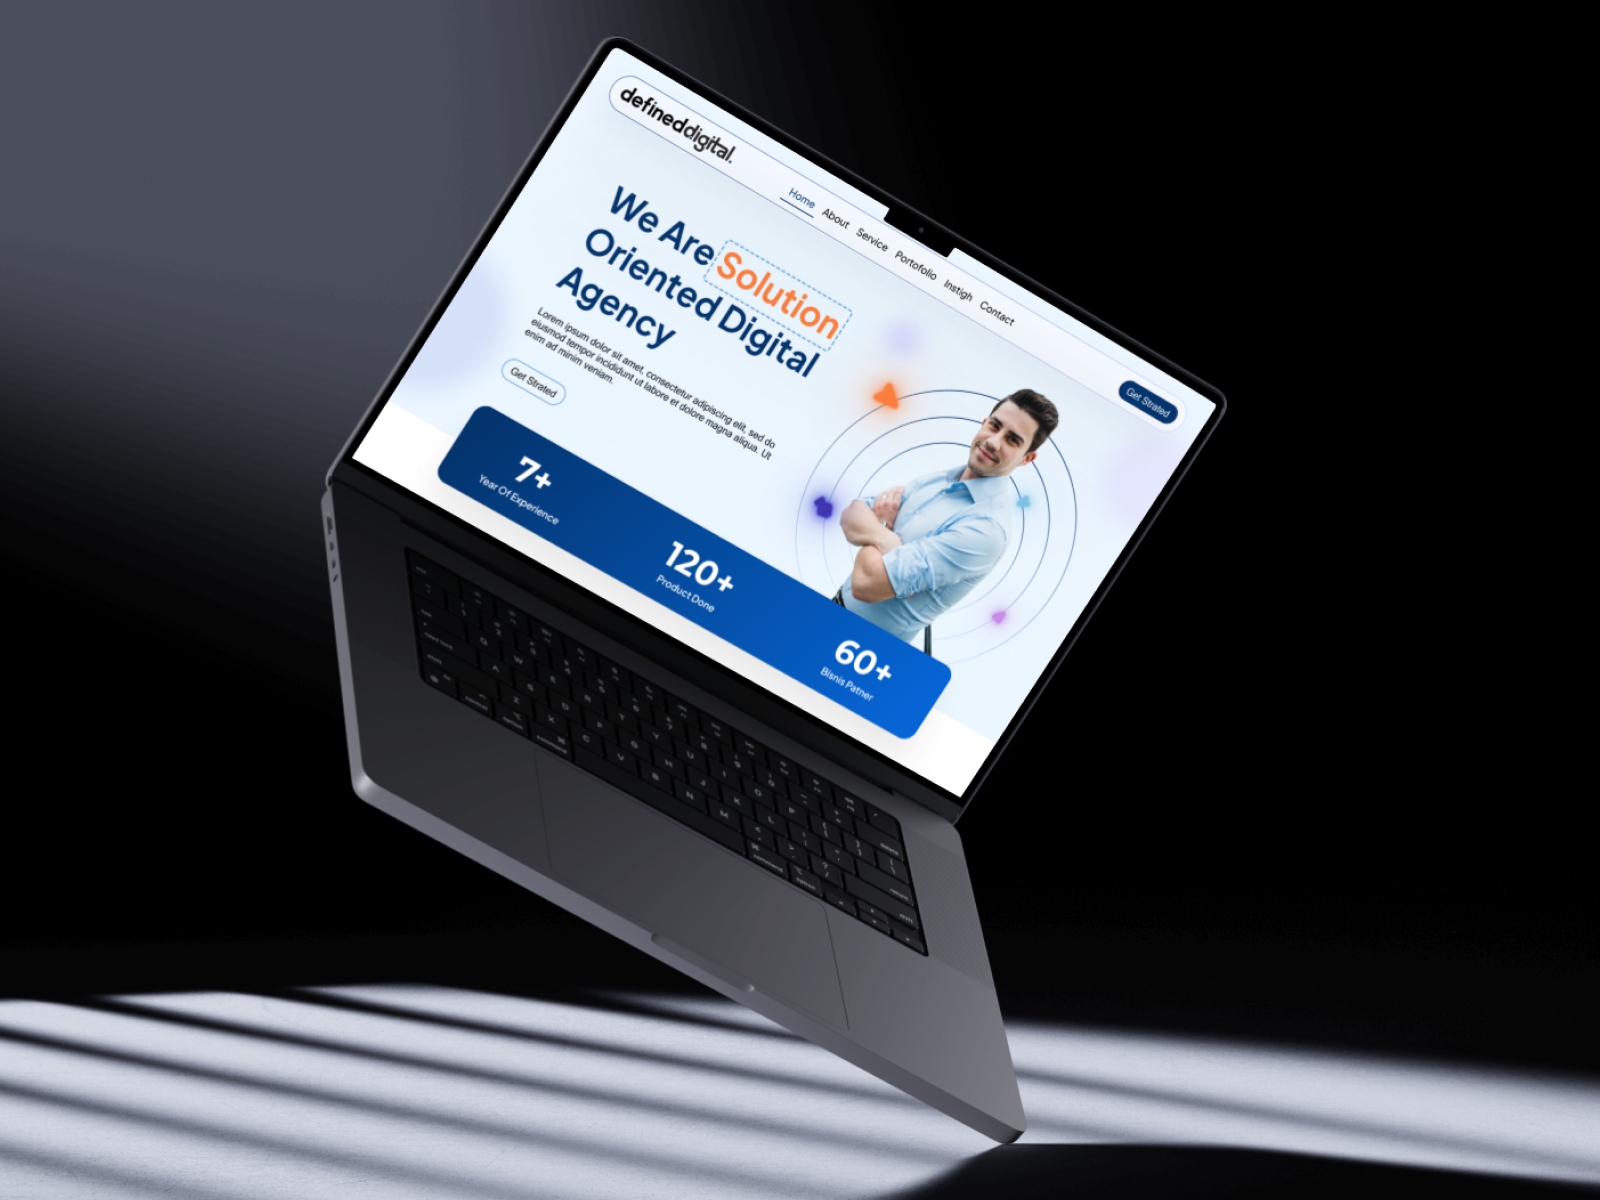 defineddigital.
Home About Service Portofolio Instigh Contact
Get Strated
We Are Solution
Oriented Digital
Agency
Lorem ipsum dolor sit amet, consectetur adipiscing elit, sed do
eiusmod tempor incididunt ut labore et dolore magna aliqua. Ut
enim ad minim veniam.
Get Strated
7+
Year Of Experience
120+
Product Done
60+
Bisnis Patner